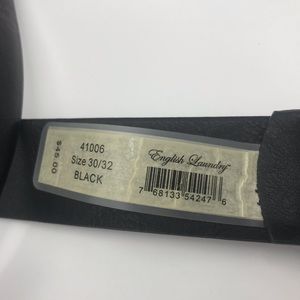 $45.00
41006
Size 30/32
BLACK
English Laundry
7 68133 54247 6